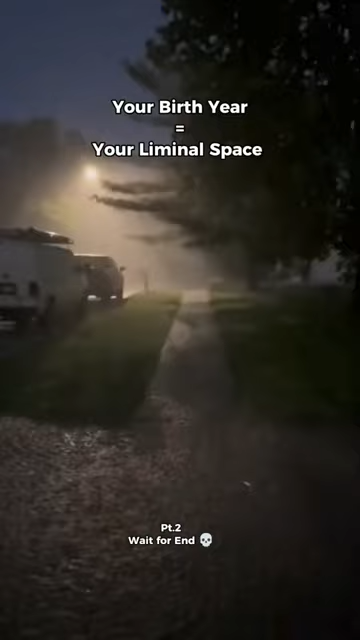 Your Birth Year
=
Your Liminal Space
Pt.2
Wait for End 💀